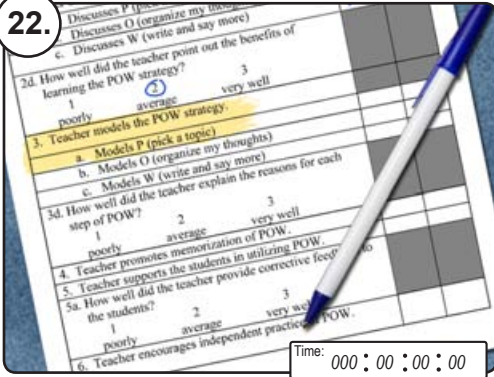 22.
Discusses P (pick a
Discusses O (organize my thoug
c. Discusses W (write and say more)
2d. How well did the teacher point out the benefits of
learning the POW strategy?
1 2 3
poorly average very well
3. Teacher models the POW strategy.
a. Models P (pick a topic)
b. Models O (organize my thoughts)
c. Models W (write and say more)
3d. How well did the teacher explain the reasons for each
step of POW?
1 2 3
poorly average very well
4. Teacher promotes memorization of POW.
5. Teacher supports the students in utilizing POW.
5a. How well did the teacher provide corrective feed to
the students?
1 2 3
poorly average very wel
6. Teacher encourages independent practice POW.
Time: 000 : 00 : 00 : 00